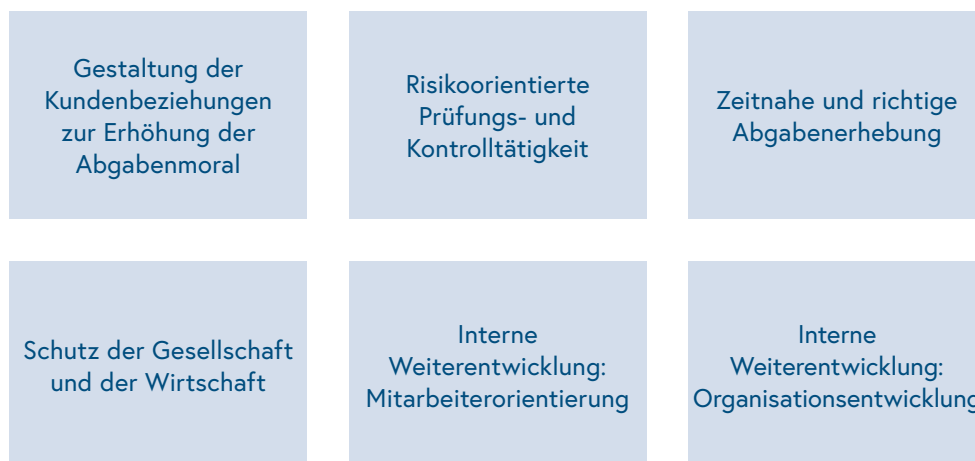 Gestaltung der
Kundenbeziehungen
zur Erhöhung der
Abgabenmoral
Risikoorientierte
Prüfungs- und
Kontrolltätigkeit
Zeitnahe und richtige
Abgabenerhebung
Schutz der Gesellschaft
und der Wirtschaft
Interne
Weiterentwicklung:
Mitarbeiterorientierung
Interne
Weiterentwicklung:
Organisationsentwicklung